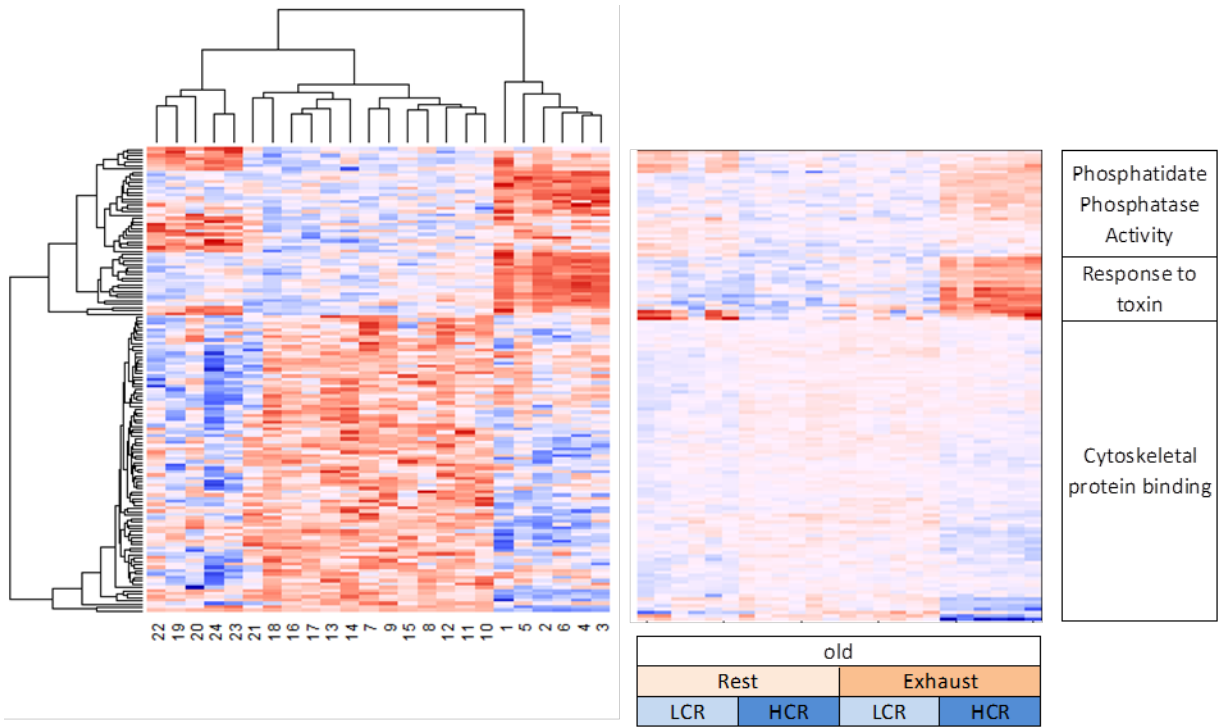 Phosphatidate
Phosphatase
Activity
Response to
toxin
Cytoskeletal
protein binding
22 19 20 24 23 21 18 16 17 13 14 7 9 15 8 12 11 10 1 5 2 6 4 3
old
Rest Exhaust
LCR HCR LCR HCR